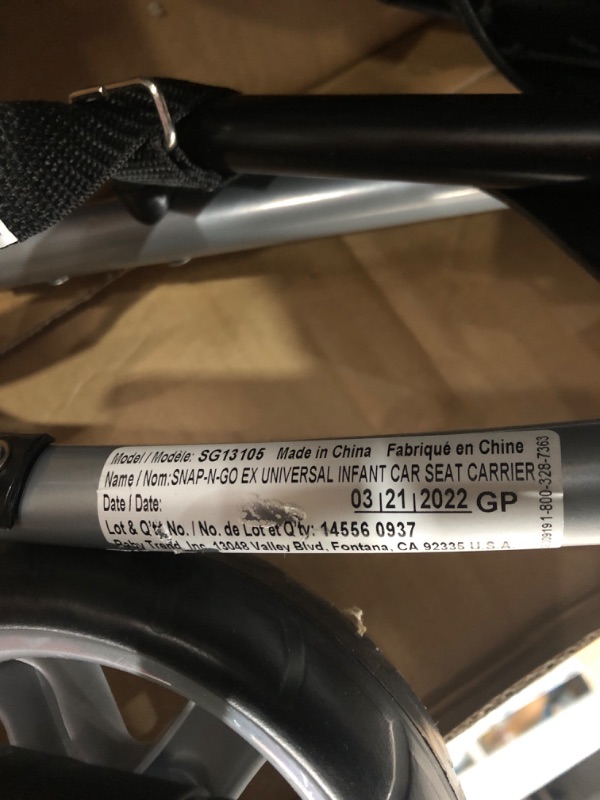 Model / Modèle: SG13105 Made in China Fabriqué en Chine
Name / Nom:SNAP-N-GO EX UNIVERSAL INFANT CAR SEAT CARRIER
Date / Date: 03|21|2022 GP
Lot & Q'ty No. / No. de Lot et Q'ty: 14556 0937
Baby Trend, Inc. 13048 Valley Blvd, Fontana, CA 92335 U.S.A.
1-800-328-7363